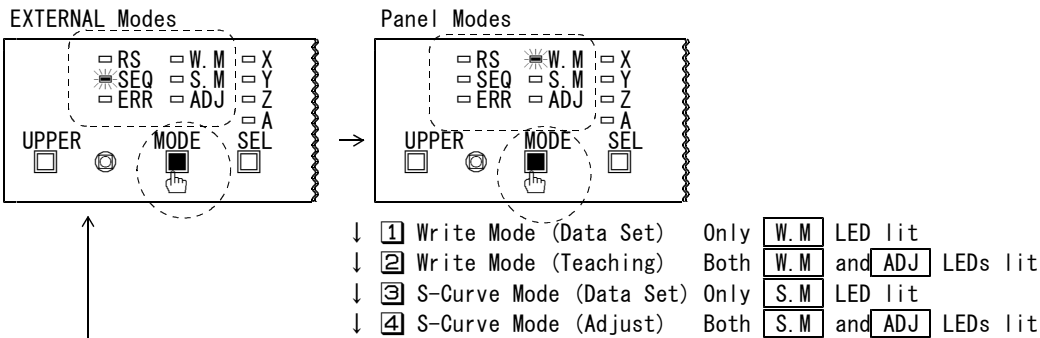 EXTERNAL Modes
RS W.M X
SEQ S.M Y
ERR ADJ Z
A
UPPER MODE SEL
→
Panel Modes
RS W.M X
SEQ S.M Y
ERR ADJ Z
A
UPPER MODE SEL
↓ 1 Write Mode (Data Set) Only W.M LED lit
↓ 2 Write Mode (Teaching) Both W.M and ADJ LEDs lit
↓ 3 S-Curve Mode (Data Set) Only S.M LED lit
↓ 4 S-Curve Mode (Adjust) Both S.M and ADJ LEDs lit